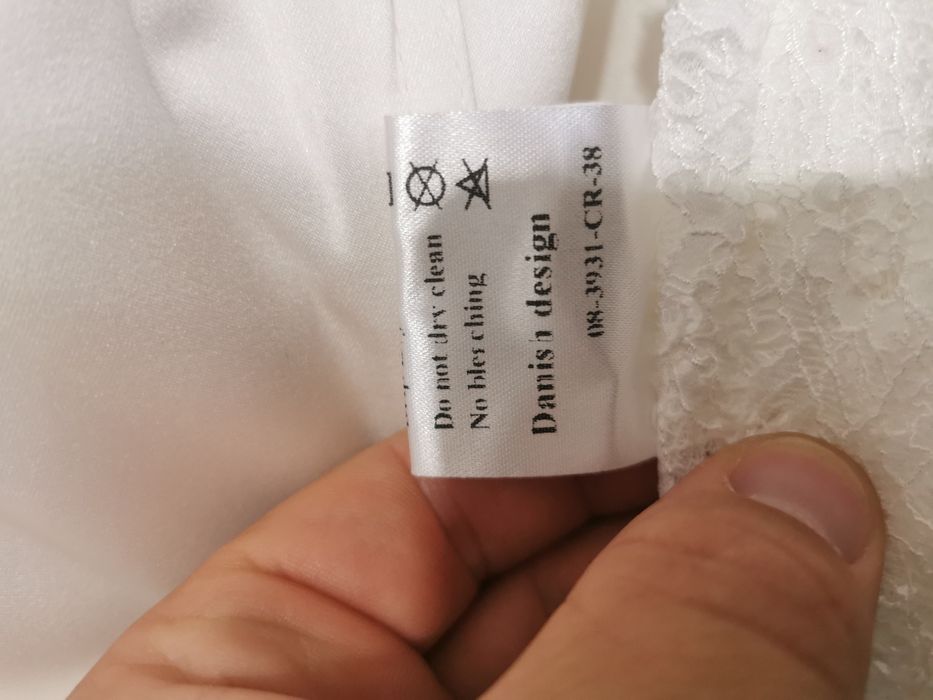 Do not dry clean
No bleaching
Danish design
08-3931-CR-38